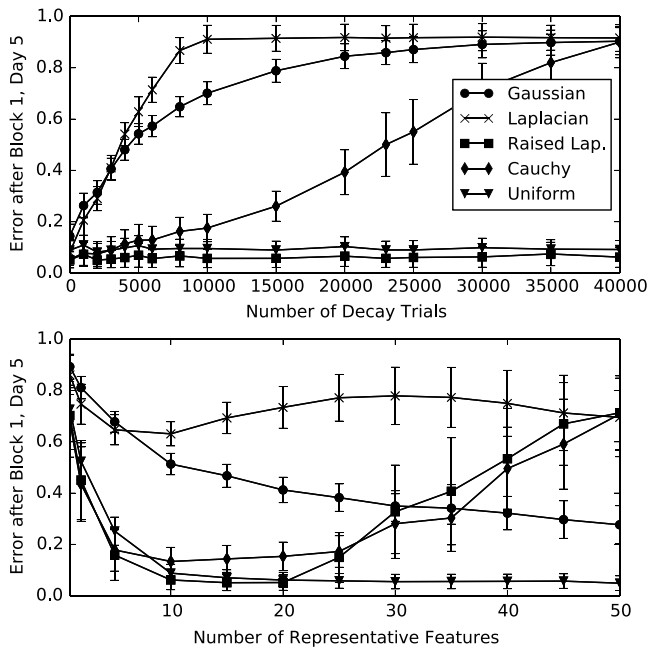 Error after Block 1, Day 5
1.0
0.8
0.6
0.4
0.2
0.0
Gaussian
Laplacian
Raised Lap.
Cauchy
Uniform
0 5000 10000 15000 20000 25000 30000 35000 40000
Number of Decay Trials
Error after Block 1, Day 5
1.0
0.8
0.6
0.4
0.2
0.0
10 20 30 40 50
Number of Representative Features